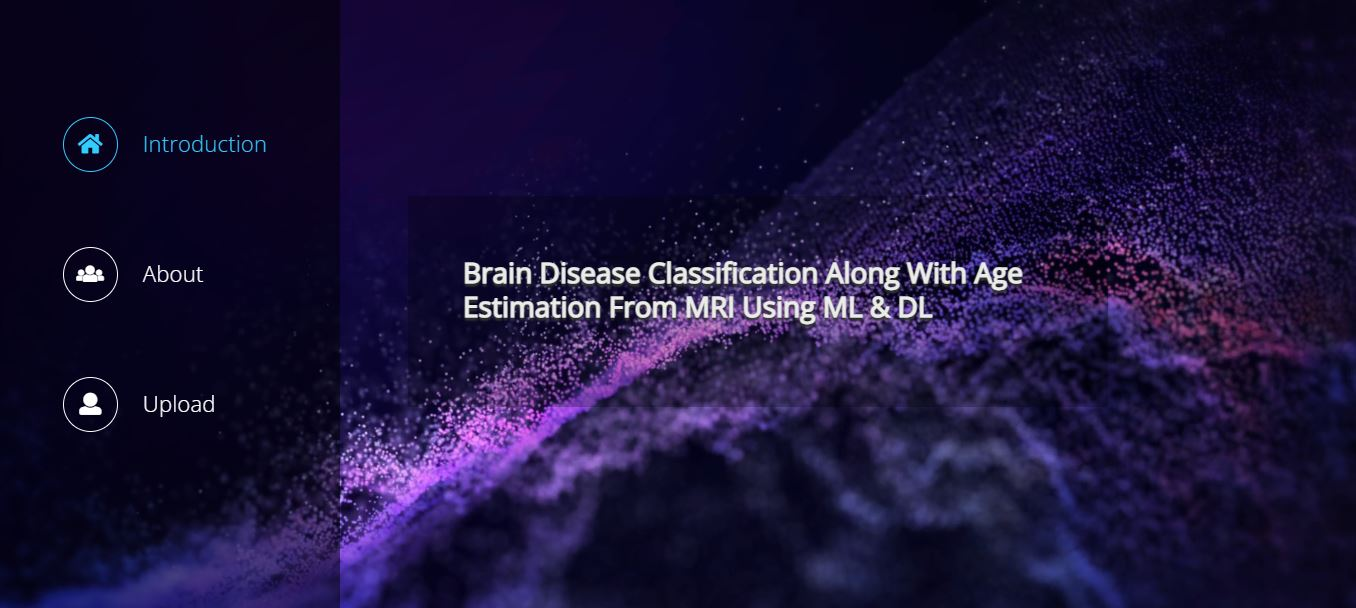 Introduction
About
Upload
Brain Disease Classification Along With Age
Estimation From MRI Using ML & DL